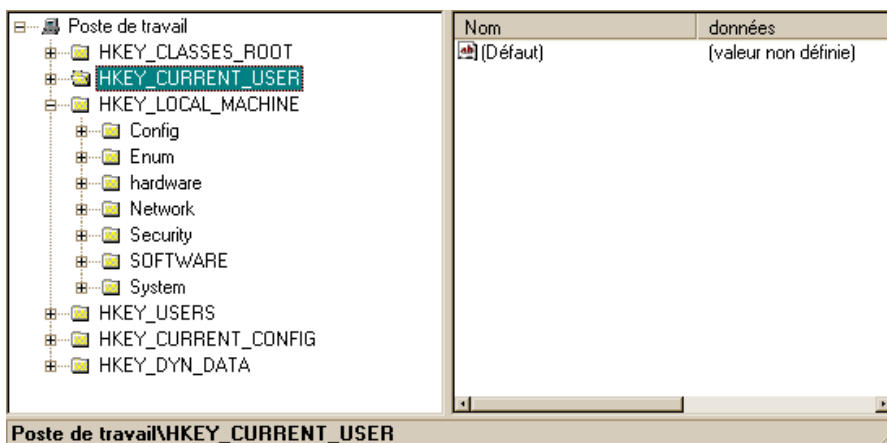 Poste de travail
HKEY_CLASSES_ROOT
HKEY_CURRENT_USER
HKEY_LOCAL_MACHINE
Config
Enum
hardware
Network
Security
SOFTWARE
System
HKEY_USERS
HKEY_CURRENT_CONFIG
HKEY_DYN_DATA
Nom données
ab (Défaut) (valeur non définie)
Poste de travail\HKEY_CURRENT_USER